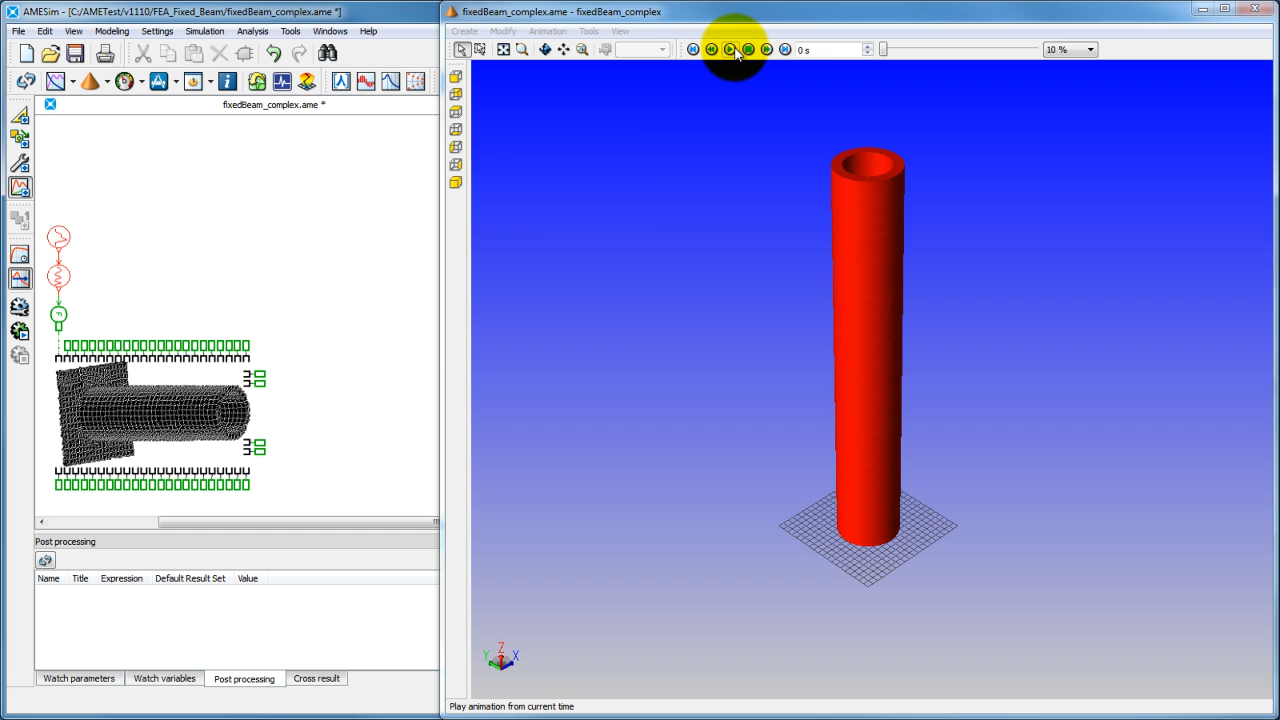 AMESim - [C:/AMETest/v1110/FEA_Fixed_Beam/fixedBeam_complex.ame *]
File Edit View Modeling Settings Simulation Analysis Tools Windows Help
fixedBeam_complex.ame *
F
Post processing
Name Title Expression Default Result Set Value
Watch parameters Watch variables Post processing Cross result
fixedBeam_complex.ame - fixedBeam_complex
Create Modify Animation Tools View
0 s
10 %
Z
Y X
Play animation from current time